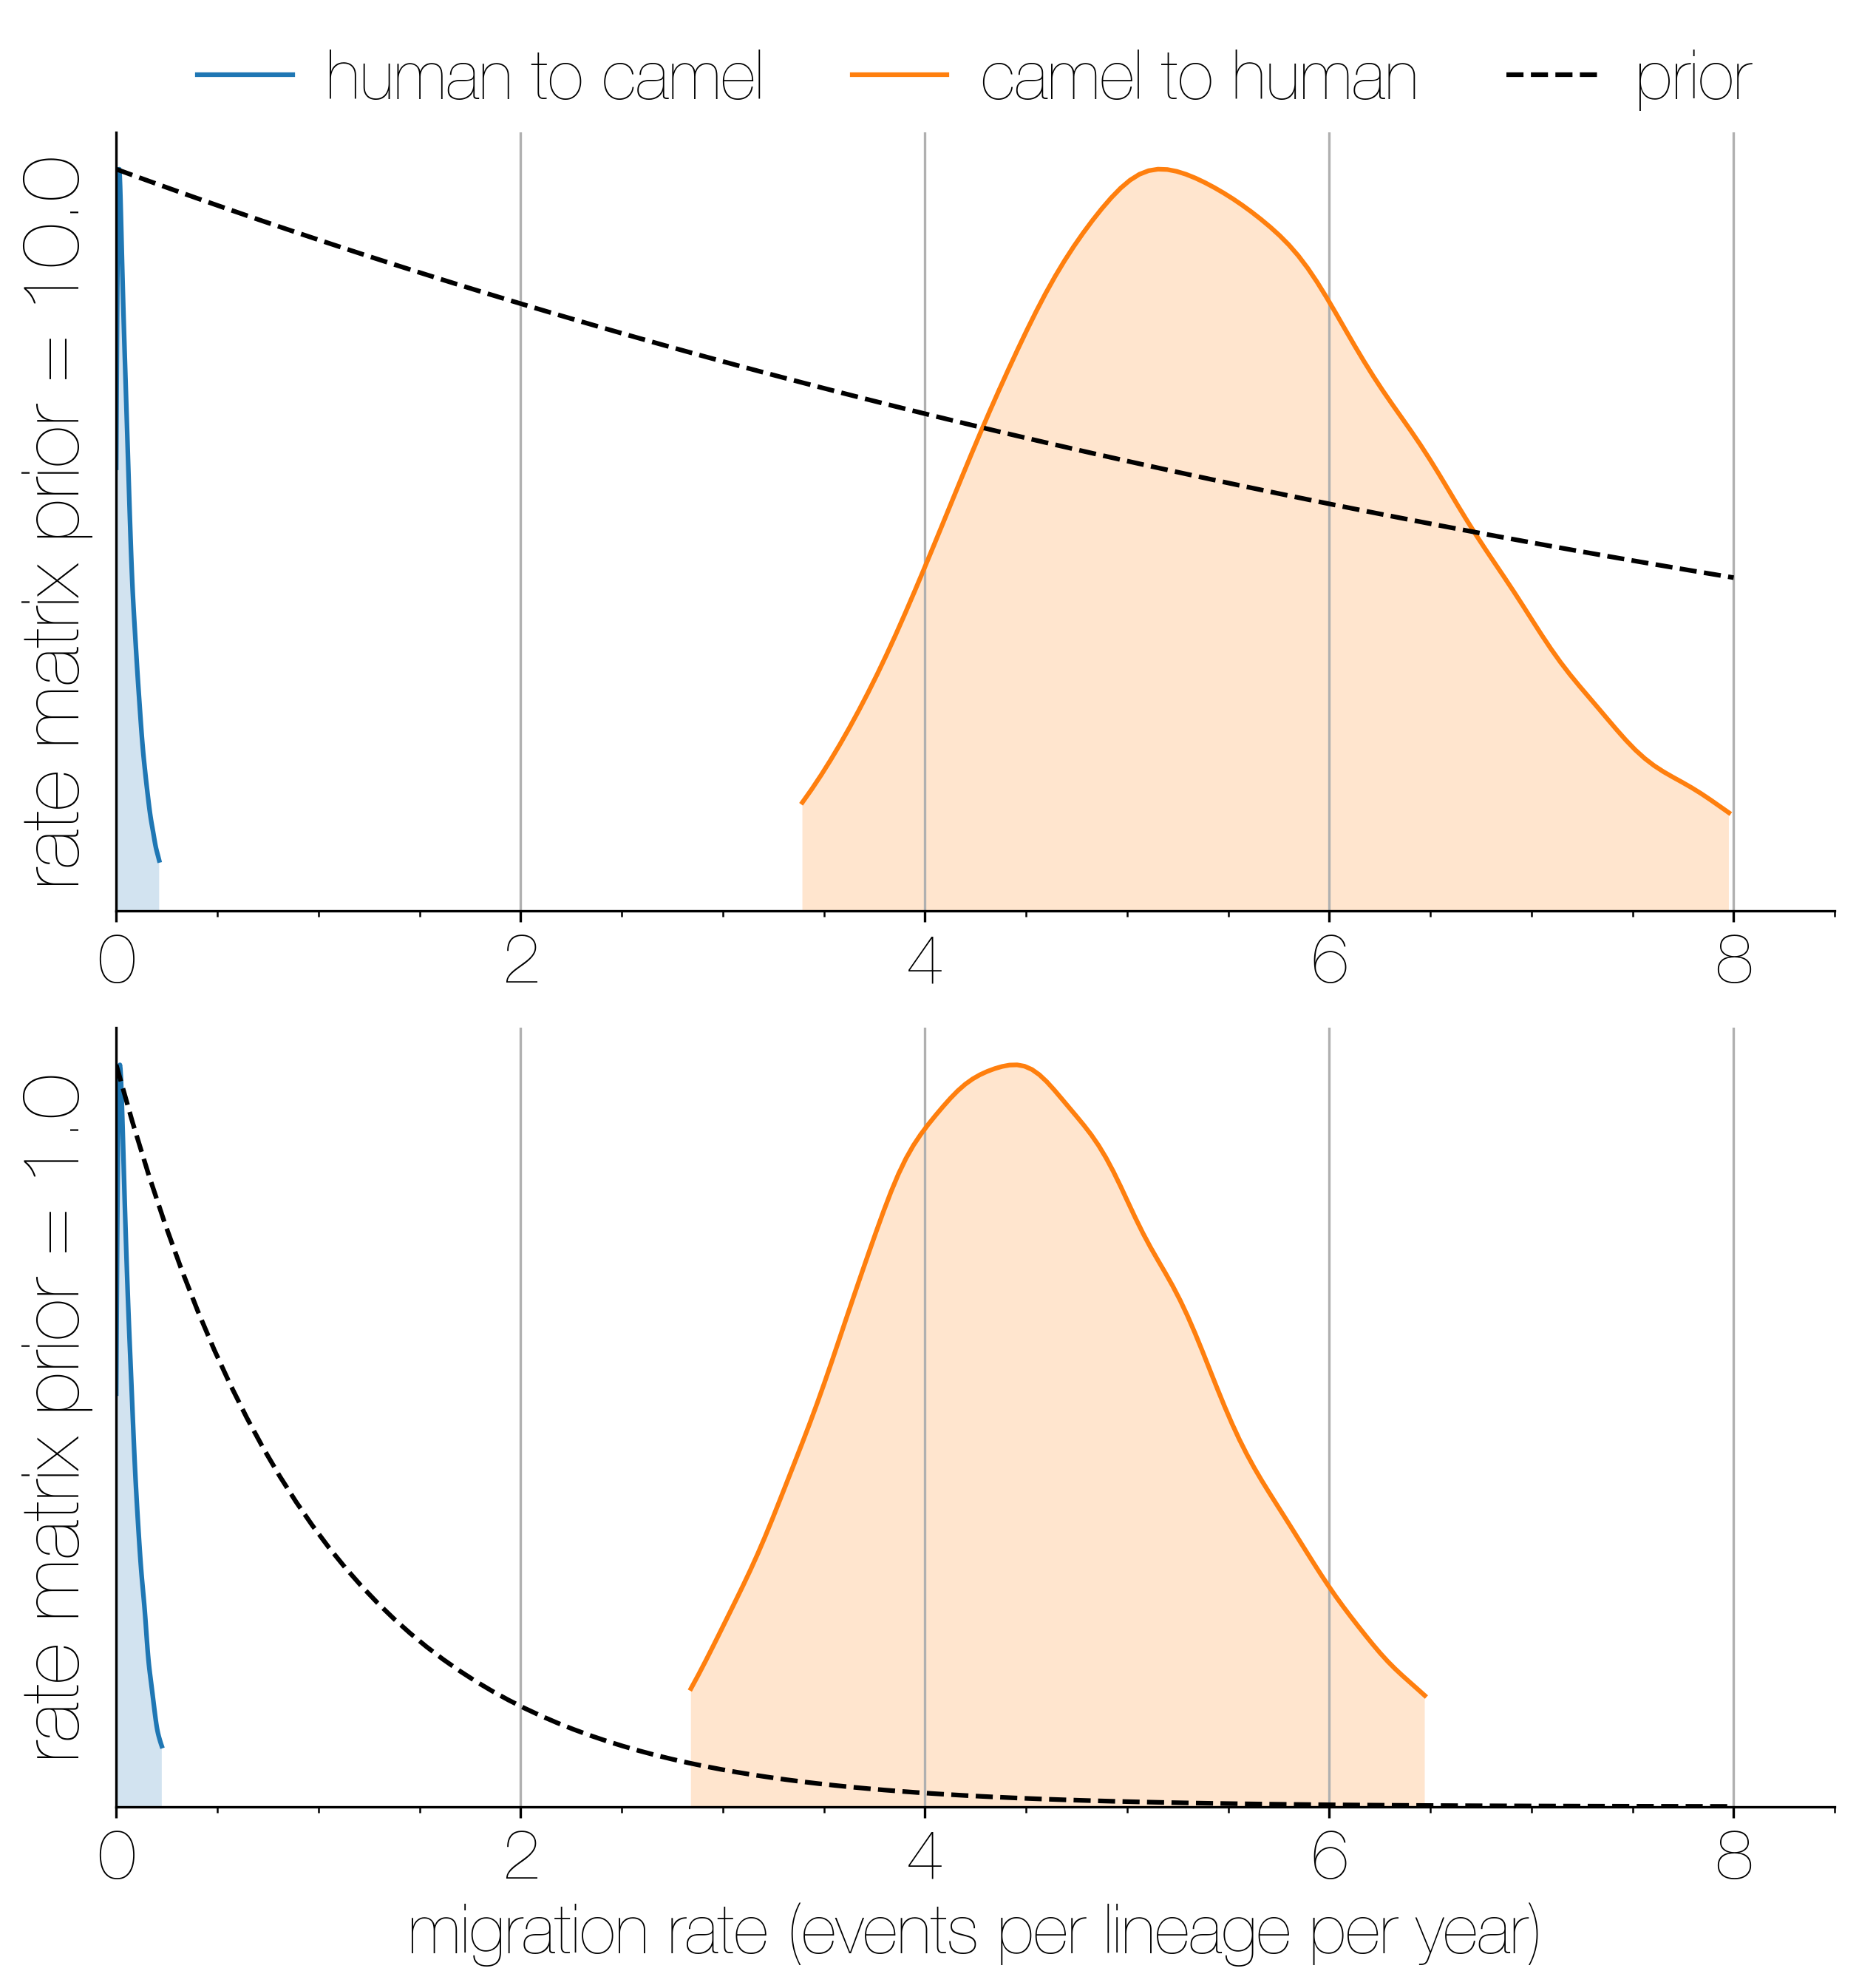 human to camel camel to human prior
rate matrix prior = 10.0
0 2 4 6 8
rate matrix prior = 1.0
0 2 4 6 8
migration rate (events per lineage per year)